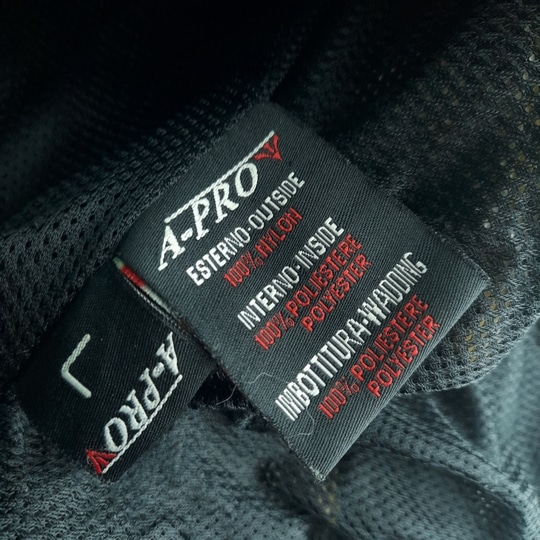 A-PRO
ESTERNO-OUTSIDE
100% NYLON
INTERNO-INSIDE
100% POLIESTERE
POLYESTER
IMBOTTITURA-WADDING
100% POLIESTERE
POLYESTER
L
A-PRO